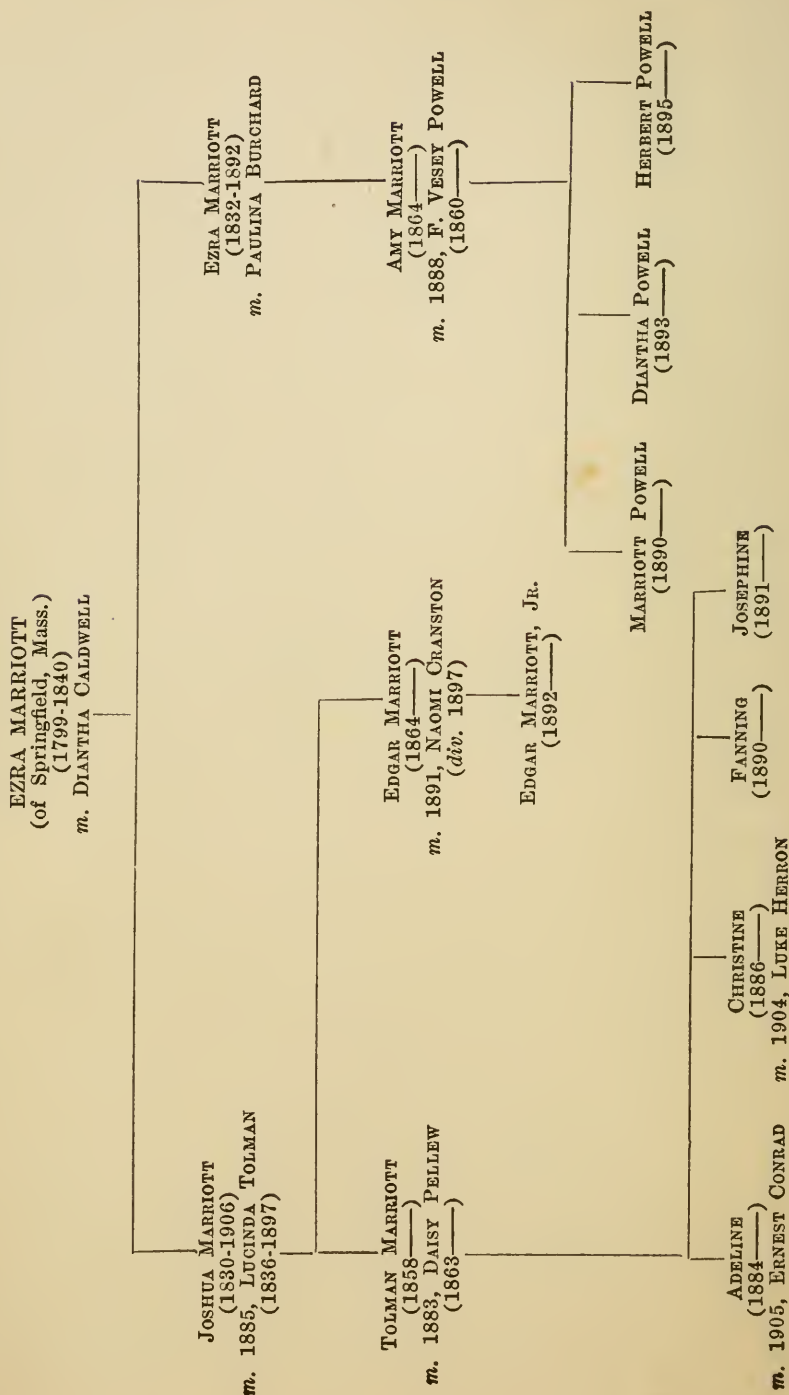 EZRA MARRIOTT
(of Springfield, Mass.)
(1799-1840)
m. DIANTHA CALDWELL
JOSHUA MARRIOTT
(1830-1906)
m. 1885, LUCINDA TOLMAN
(1836-1897)
EZRA MARRIOTT
(1832-1892)
m. PAULINA BURCHARD
TOLMAN MARRIOTT
(1858——)
m. 1883, DAISY PELLEW
(1863——)
EDGAR MARRIOTT
(1864——)
m. 1891, NAOMI CRANSTON
(div. 1897)
AMY MARRIOTT
(1864——)
m. 1888, F. VESEY POWELL
(1860——)
EDGAR MARRIOTT, JR.
(1892——)
MARRIOTT POWELL
(1890——)
DIANTHA POWELL
(1893——)
HERBERT POWELL
(1895——)
ADELINE
(1884——)
m. 1905, ERNEST CONRAD
CHRISTINE
(1886——)
m. 1904, LUKE HERRON
FANNING
(1890——)
JOSEPHINE
(1891——)